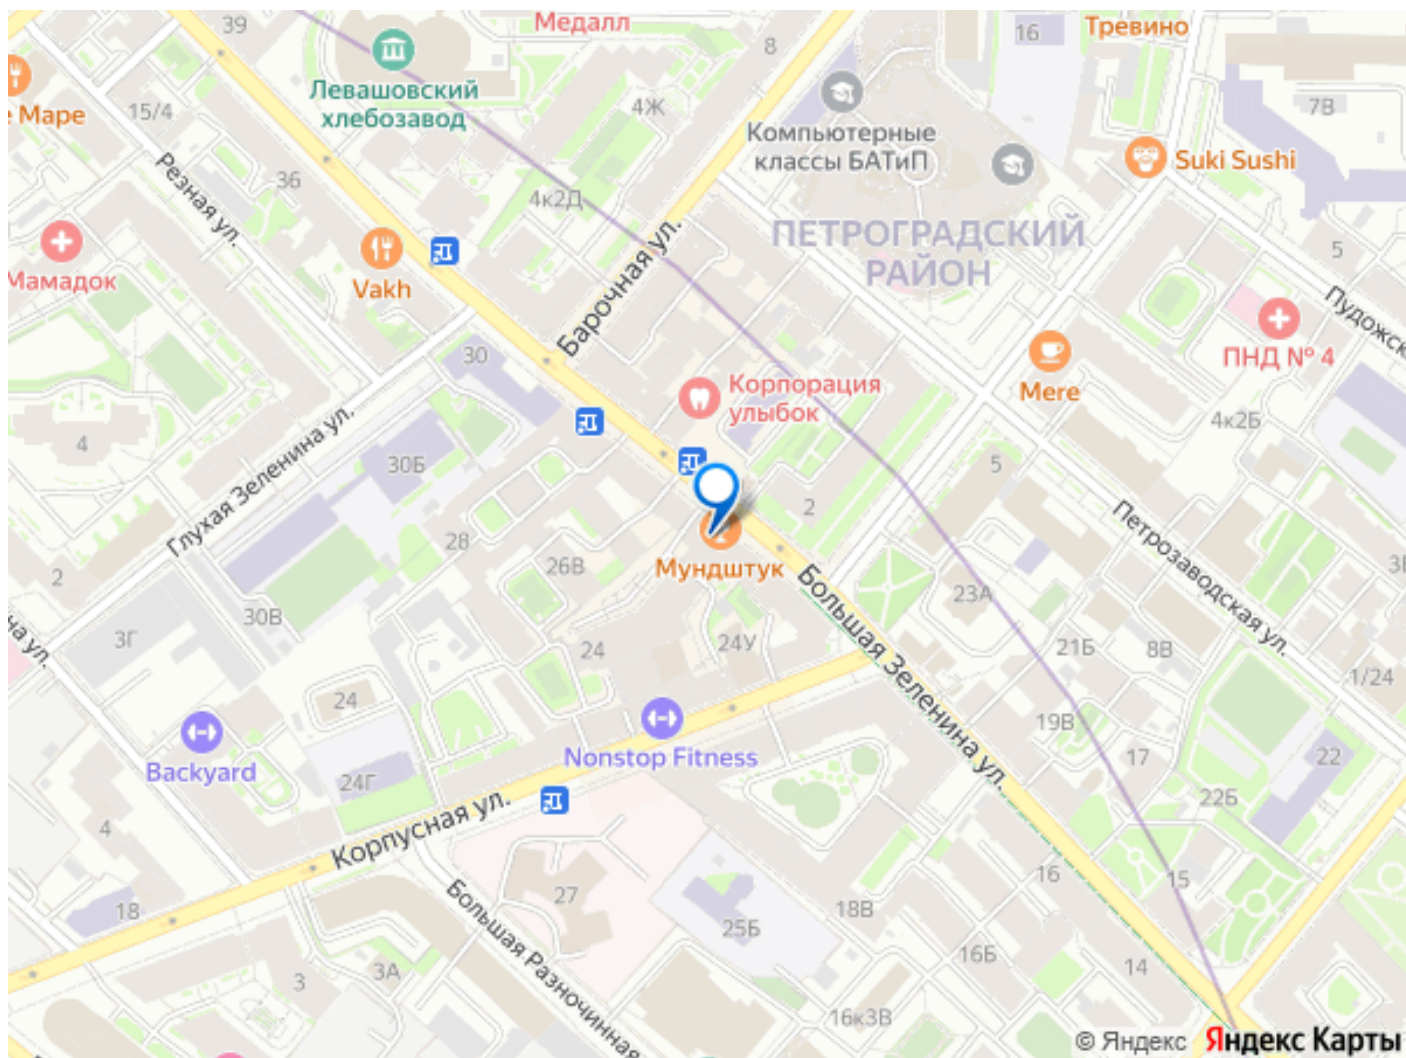 39
Медалл
8
16
Тревино
Левашовский
хлебозавод
е Маре
15/4
4Ж
7В
Компьютерные
классы БАТиП
Suki Sushi
Резная ул.
36
4к2Д
ПЕТРОГРАДСКИЙ
РАЙОН
5
Мамадок
Vakh
Барочная ул.
Пудожск
ПНД № 4
30
Корпорация
улыбок
Mere
4к2Б
4
Глухая Зеленина ул.
30Б
5
2
Петрозаводская ул.
28
26В
Мундштук
2
3Г
30В
23А
на ул.
Большая Зеленина ул.
24
24У
21Б
8В
1/24
24
19В
17
22
Backyard
Nonstop Fitness
24Г
22Б
4
Корпусная ул.
16
15
18
27
18В
25Б
Большая Разночинная
16Б
14
3
3А
16к3В
© Яндекс Яндекс Карты